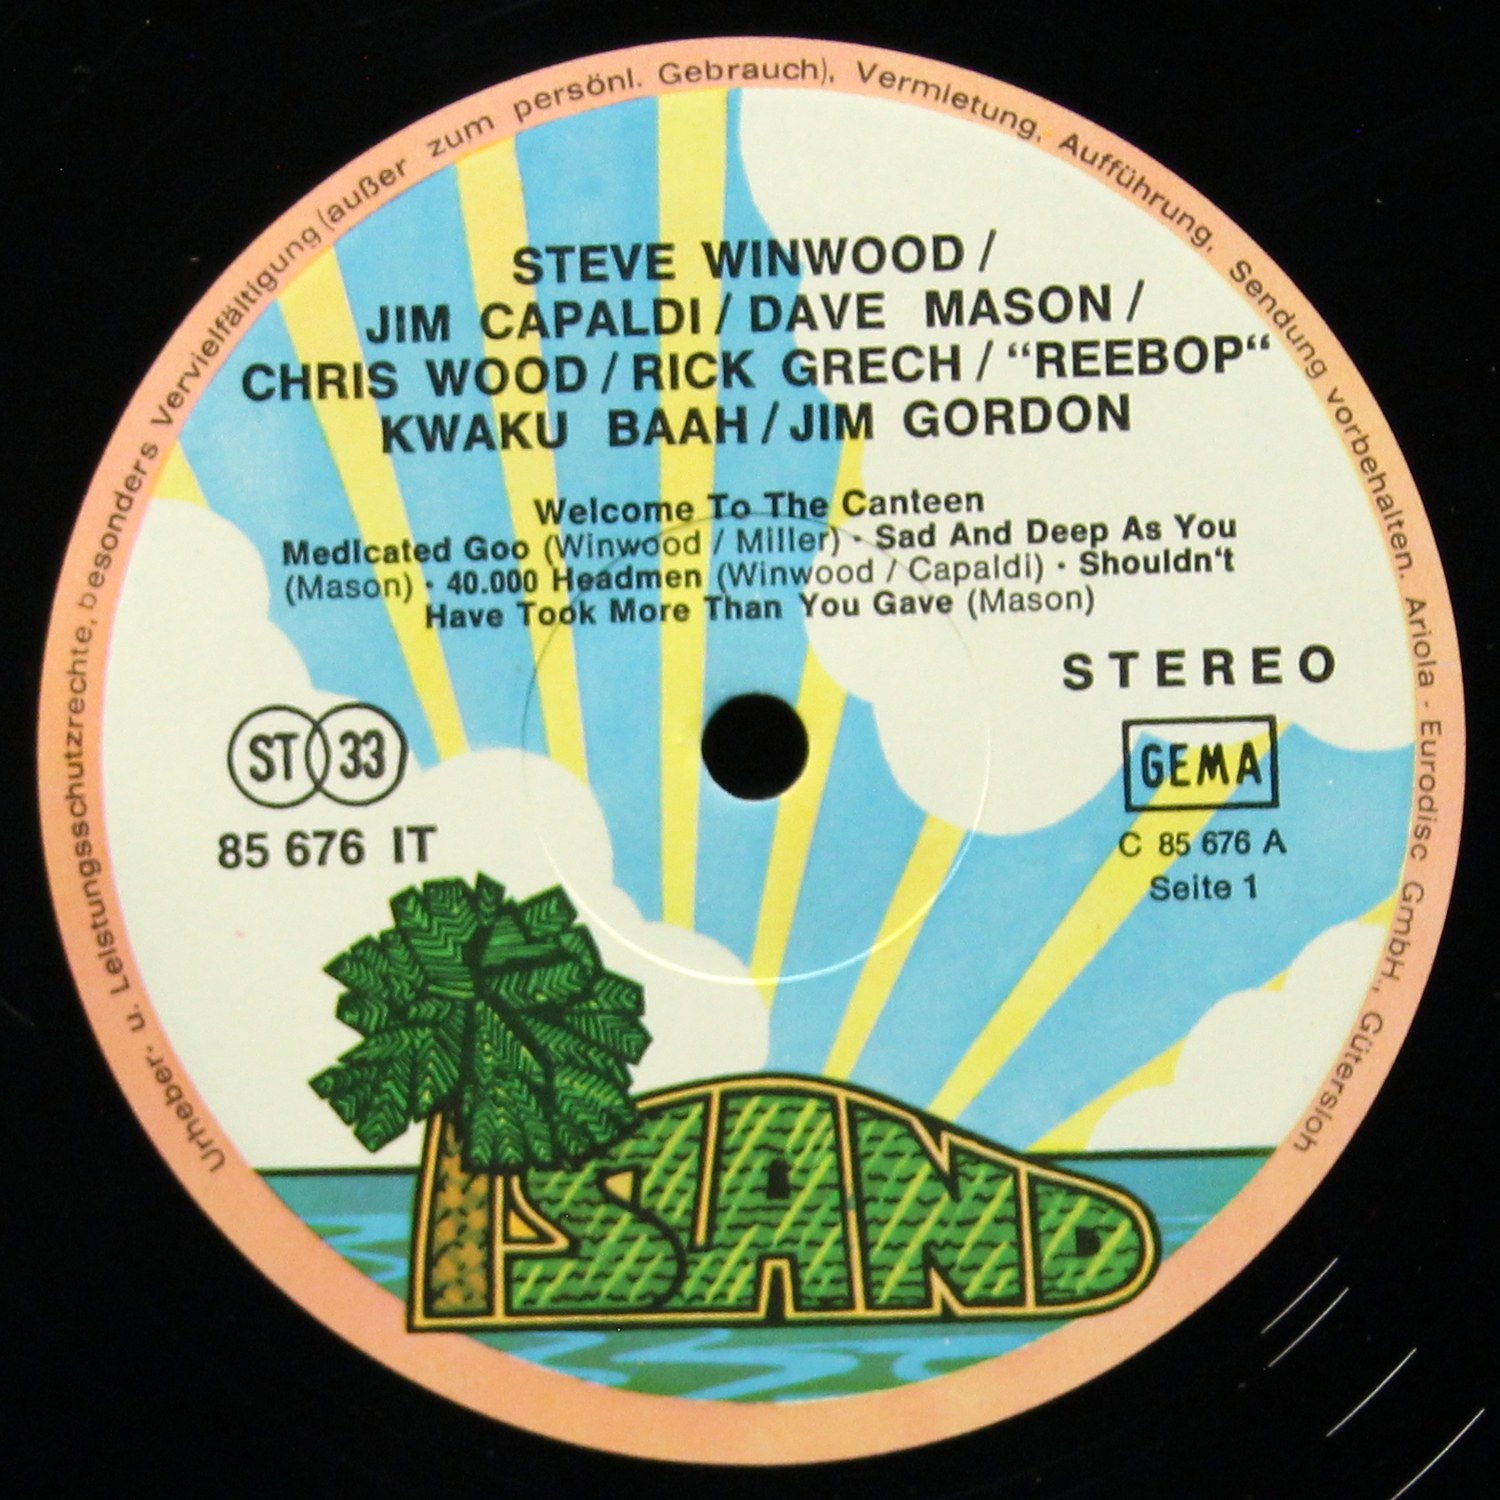 Urheber- u. Leistungsschutzrechte, besonders Vervielfältigung (außer zum persönl. Gebrauch), Vermietung, Aufführung, Sendung vorbehalten. Ariola - Eurodisc GmbH., Gütersloh
STEVE WINWOOD /
JIM CAPALDI / DAVE MASON /
CHRIS WOOD / RICK GRECH / “REEBOP“
KWAKU BAAH / JIM GORDON
Welcome To The Canteen
Medicated Goo (Winwood / Miller) · Sad And Deep As You
(Mason) · 40.000 Headmen (Winwood / Capaldi) · Shouldn‘t
Have Took More Than You Gave (Mason)
STEREO
ST 33
GEMA
85 676 IT
C 85 676 A
Seite 1
ISLAND